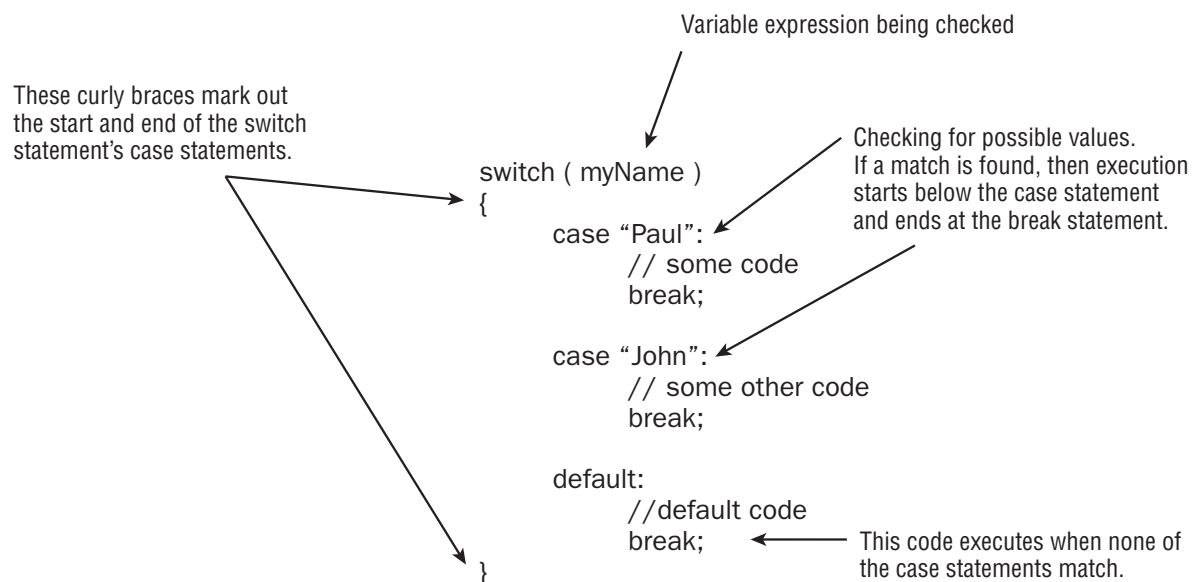 Variable expression being checked
These curly braces mark out
the start and end of the switch
statement’s case statements.
Checking for possible values.
If a match is found, then execution
starts below the case statement
and ends at the break statement.
switch ( myName )
{
case “Paul”:
// some code
break;
case “John”:
// some other code
break;
default:
//default code
break;
}
This code executes when none of
the case statements match.